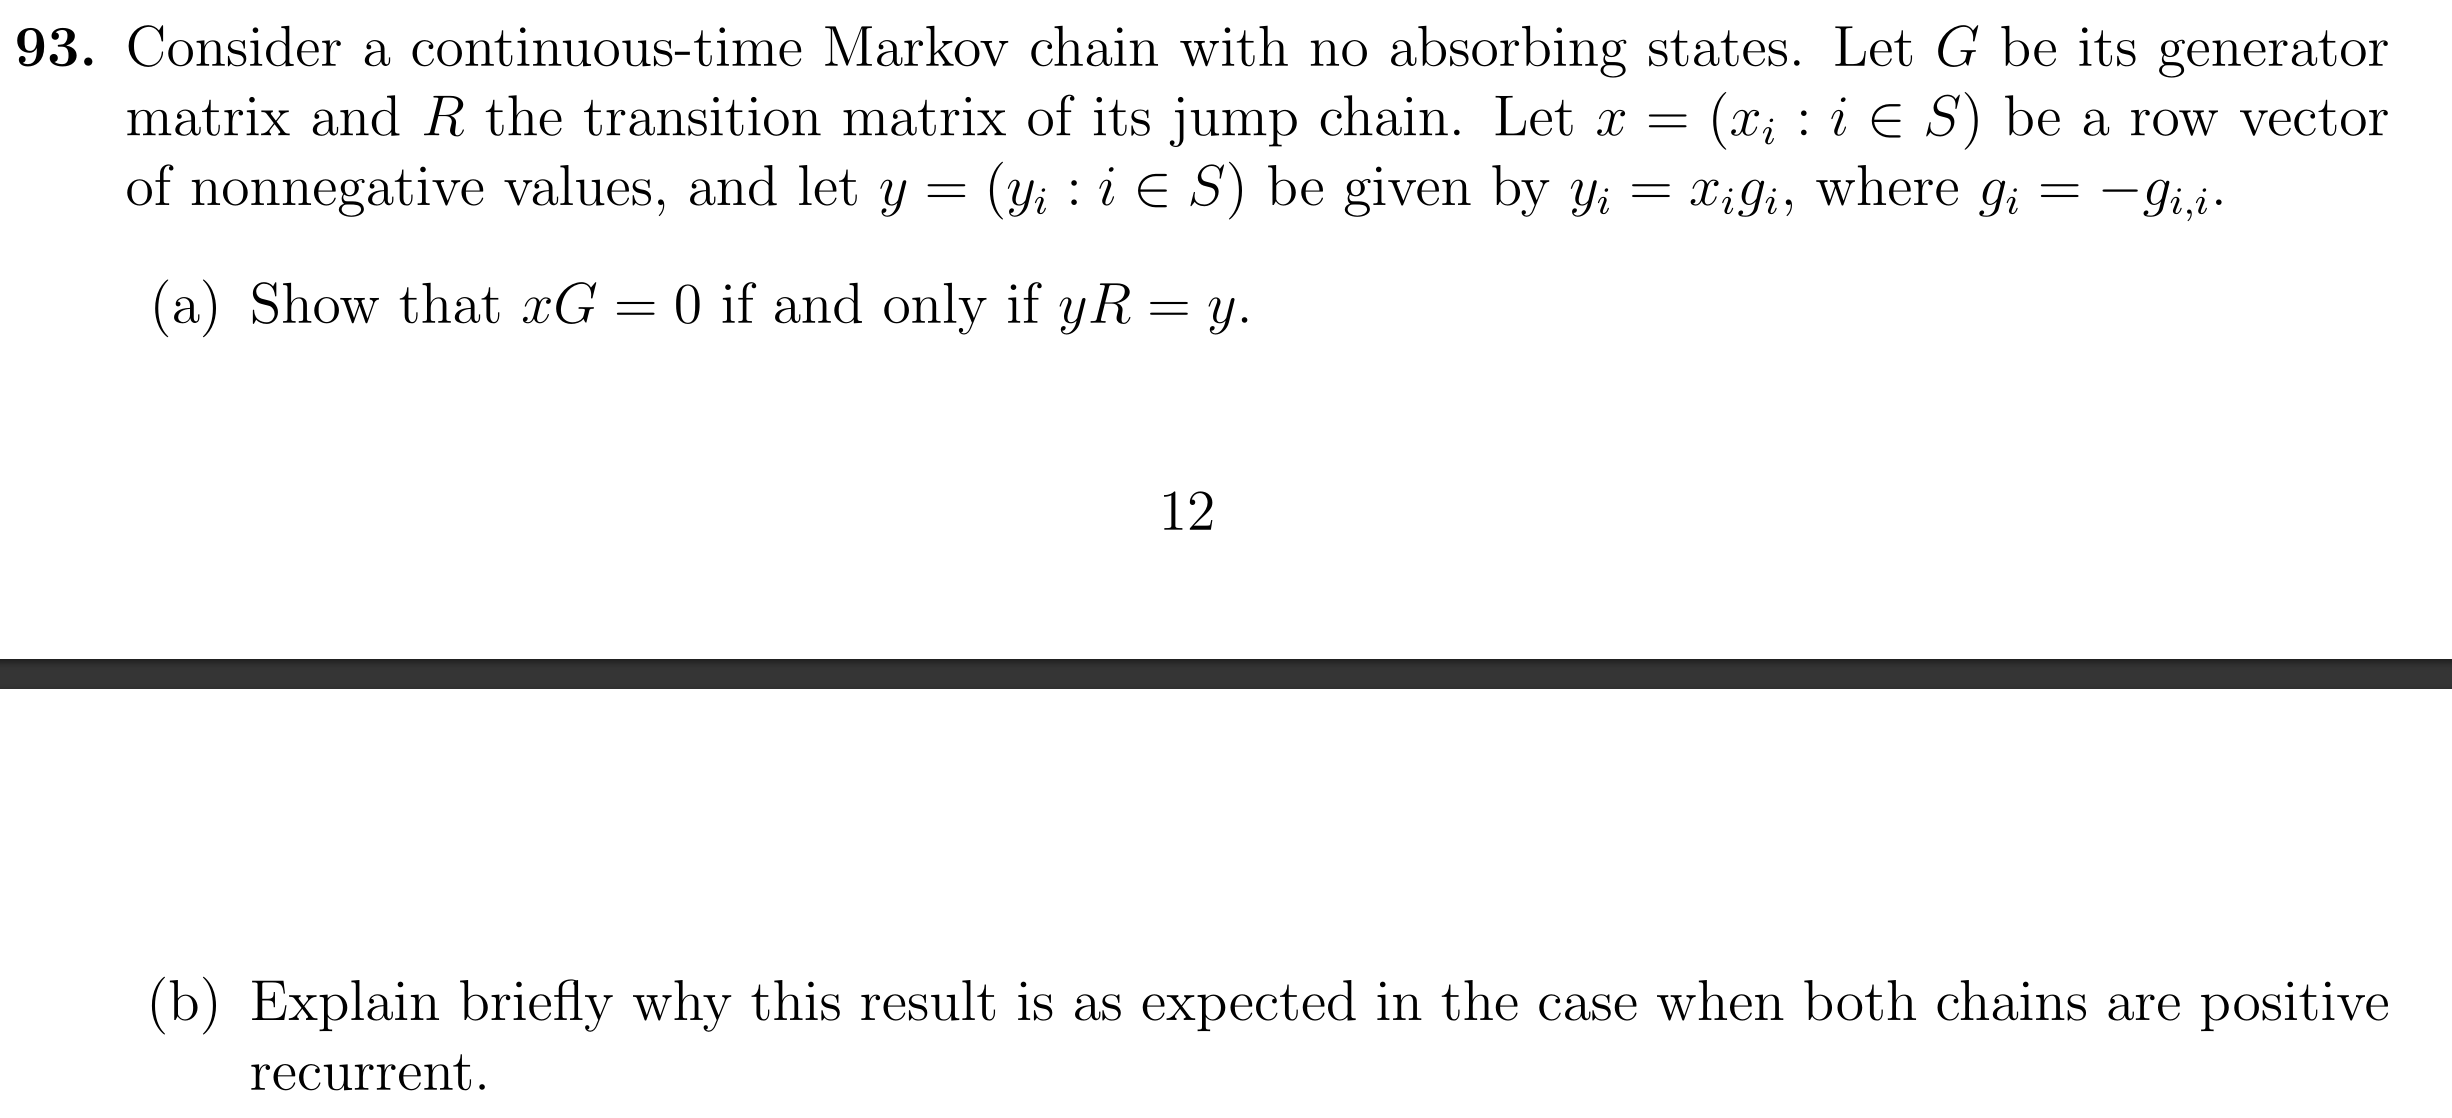 93. Consider a continuous-time Markov chain with no absorbing states. Let G be its generator
matrix and R the transition matrix of its jump chain. Let x = (x_i : i ∈ S) be a row vector
of nonnegative values, and let y = (y_i : i ∈ S) be given by y_i = x_i g_i, where g_i = −g_{i,i}.
(a) Show that xG = 0 if and only if yR = y.
12
(b) Explain briefly why this result is as expected in the case when both chains are positive
recurrent.